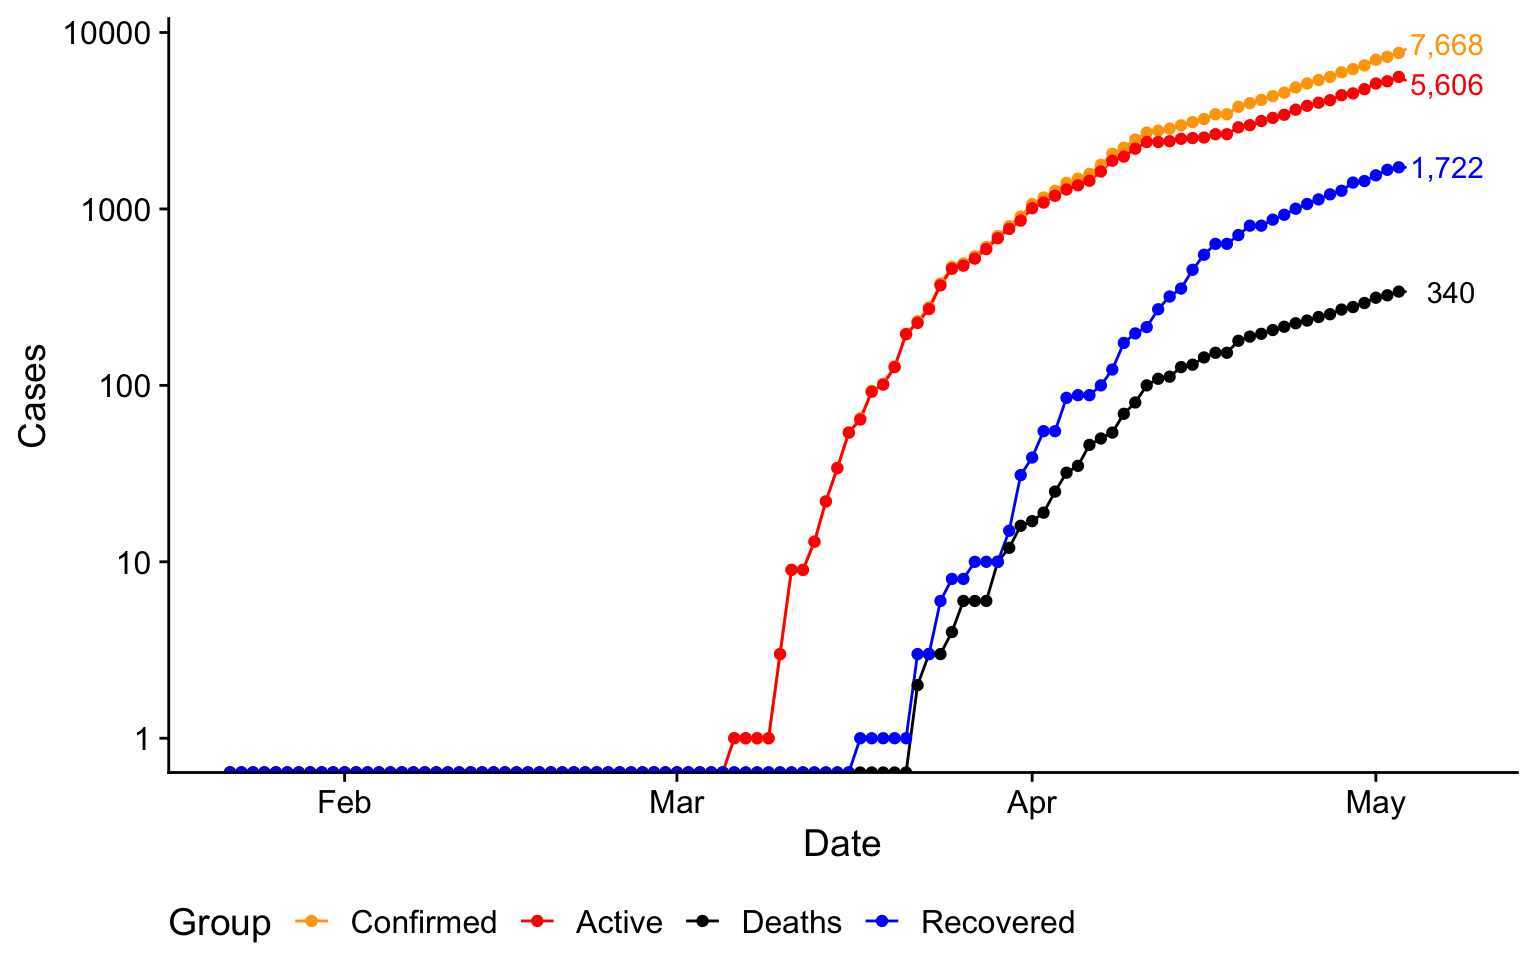 10000
1000
100
10
1
Cases
7,668
5,606
1,722
340
Feb Mar Apr May
Date
Group Confirmed Active Deaths Recovered